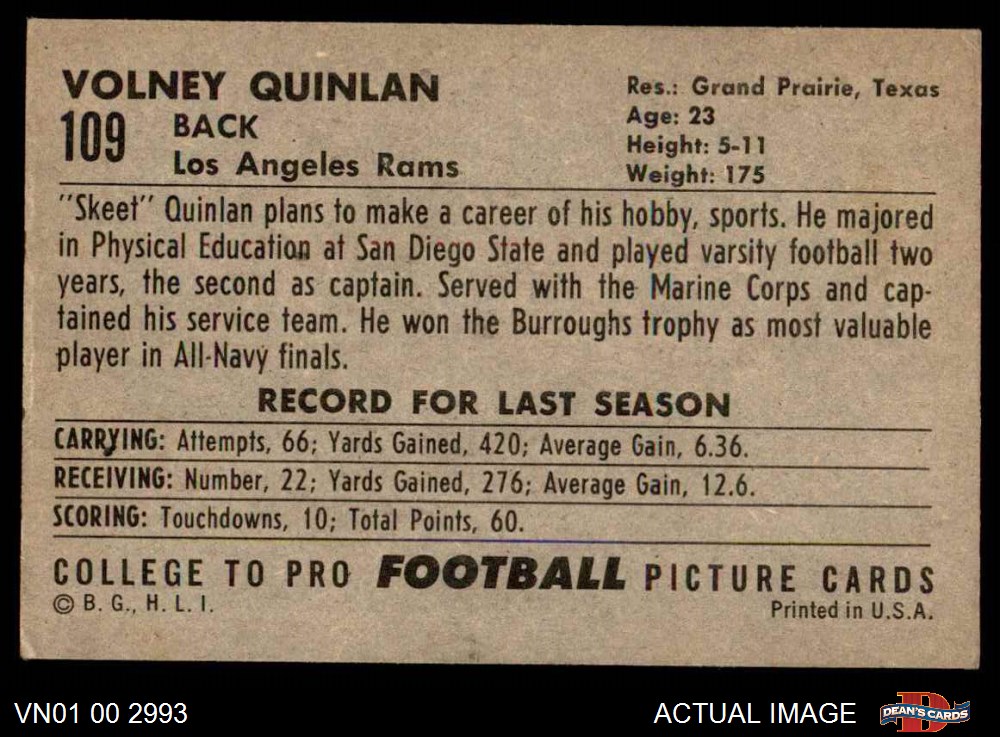 VOLNEY QUINLAN
109
BACK
Los Angeles Rams
Res.: Grand Prairie, Texas
Age: 23
Height: 5-11
Weight: 175
"Skeet" Quinlan plans to make a career of his hobby, sports. He majored
in Physical Education at San Diego State and played varsity football two
years, the second as captain. Served with the Marine Corps and cap-
tained his service team. He won the Burroughs trophy as most valuable
player in All-Navy finals.
RECORD FOR LAST SEASON
CARRYING: Attempts, 66; Yards Gained, 420; Average Gain, 6.36.
RECEIVING: Number, 22; Yards Gained, 276; Average Gain, 12.6.
SCORING: Touchdowns, 10; Total Points, 60.
COLLEGE TO PRO FOOTBALL PICTURE CARDS
© B. G., H. L. I.
Printed in U.S.A.
VN01 00 2993
ACTUAL IMAGE
D
DEAN'S CARDS